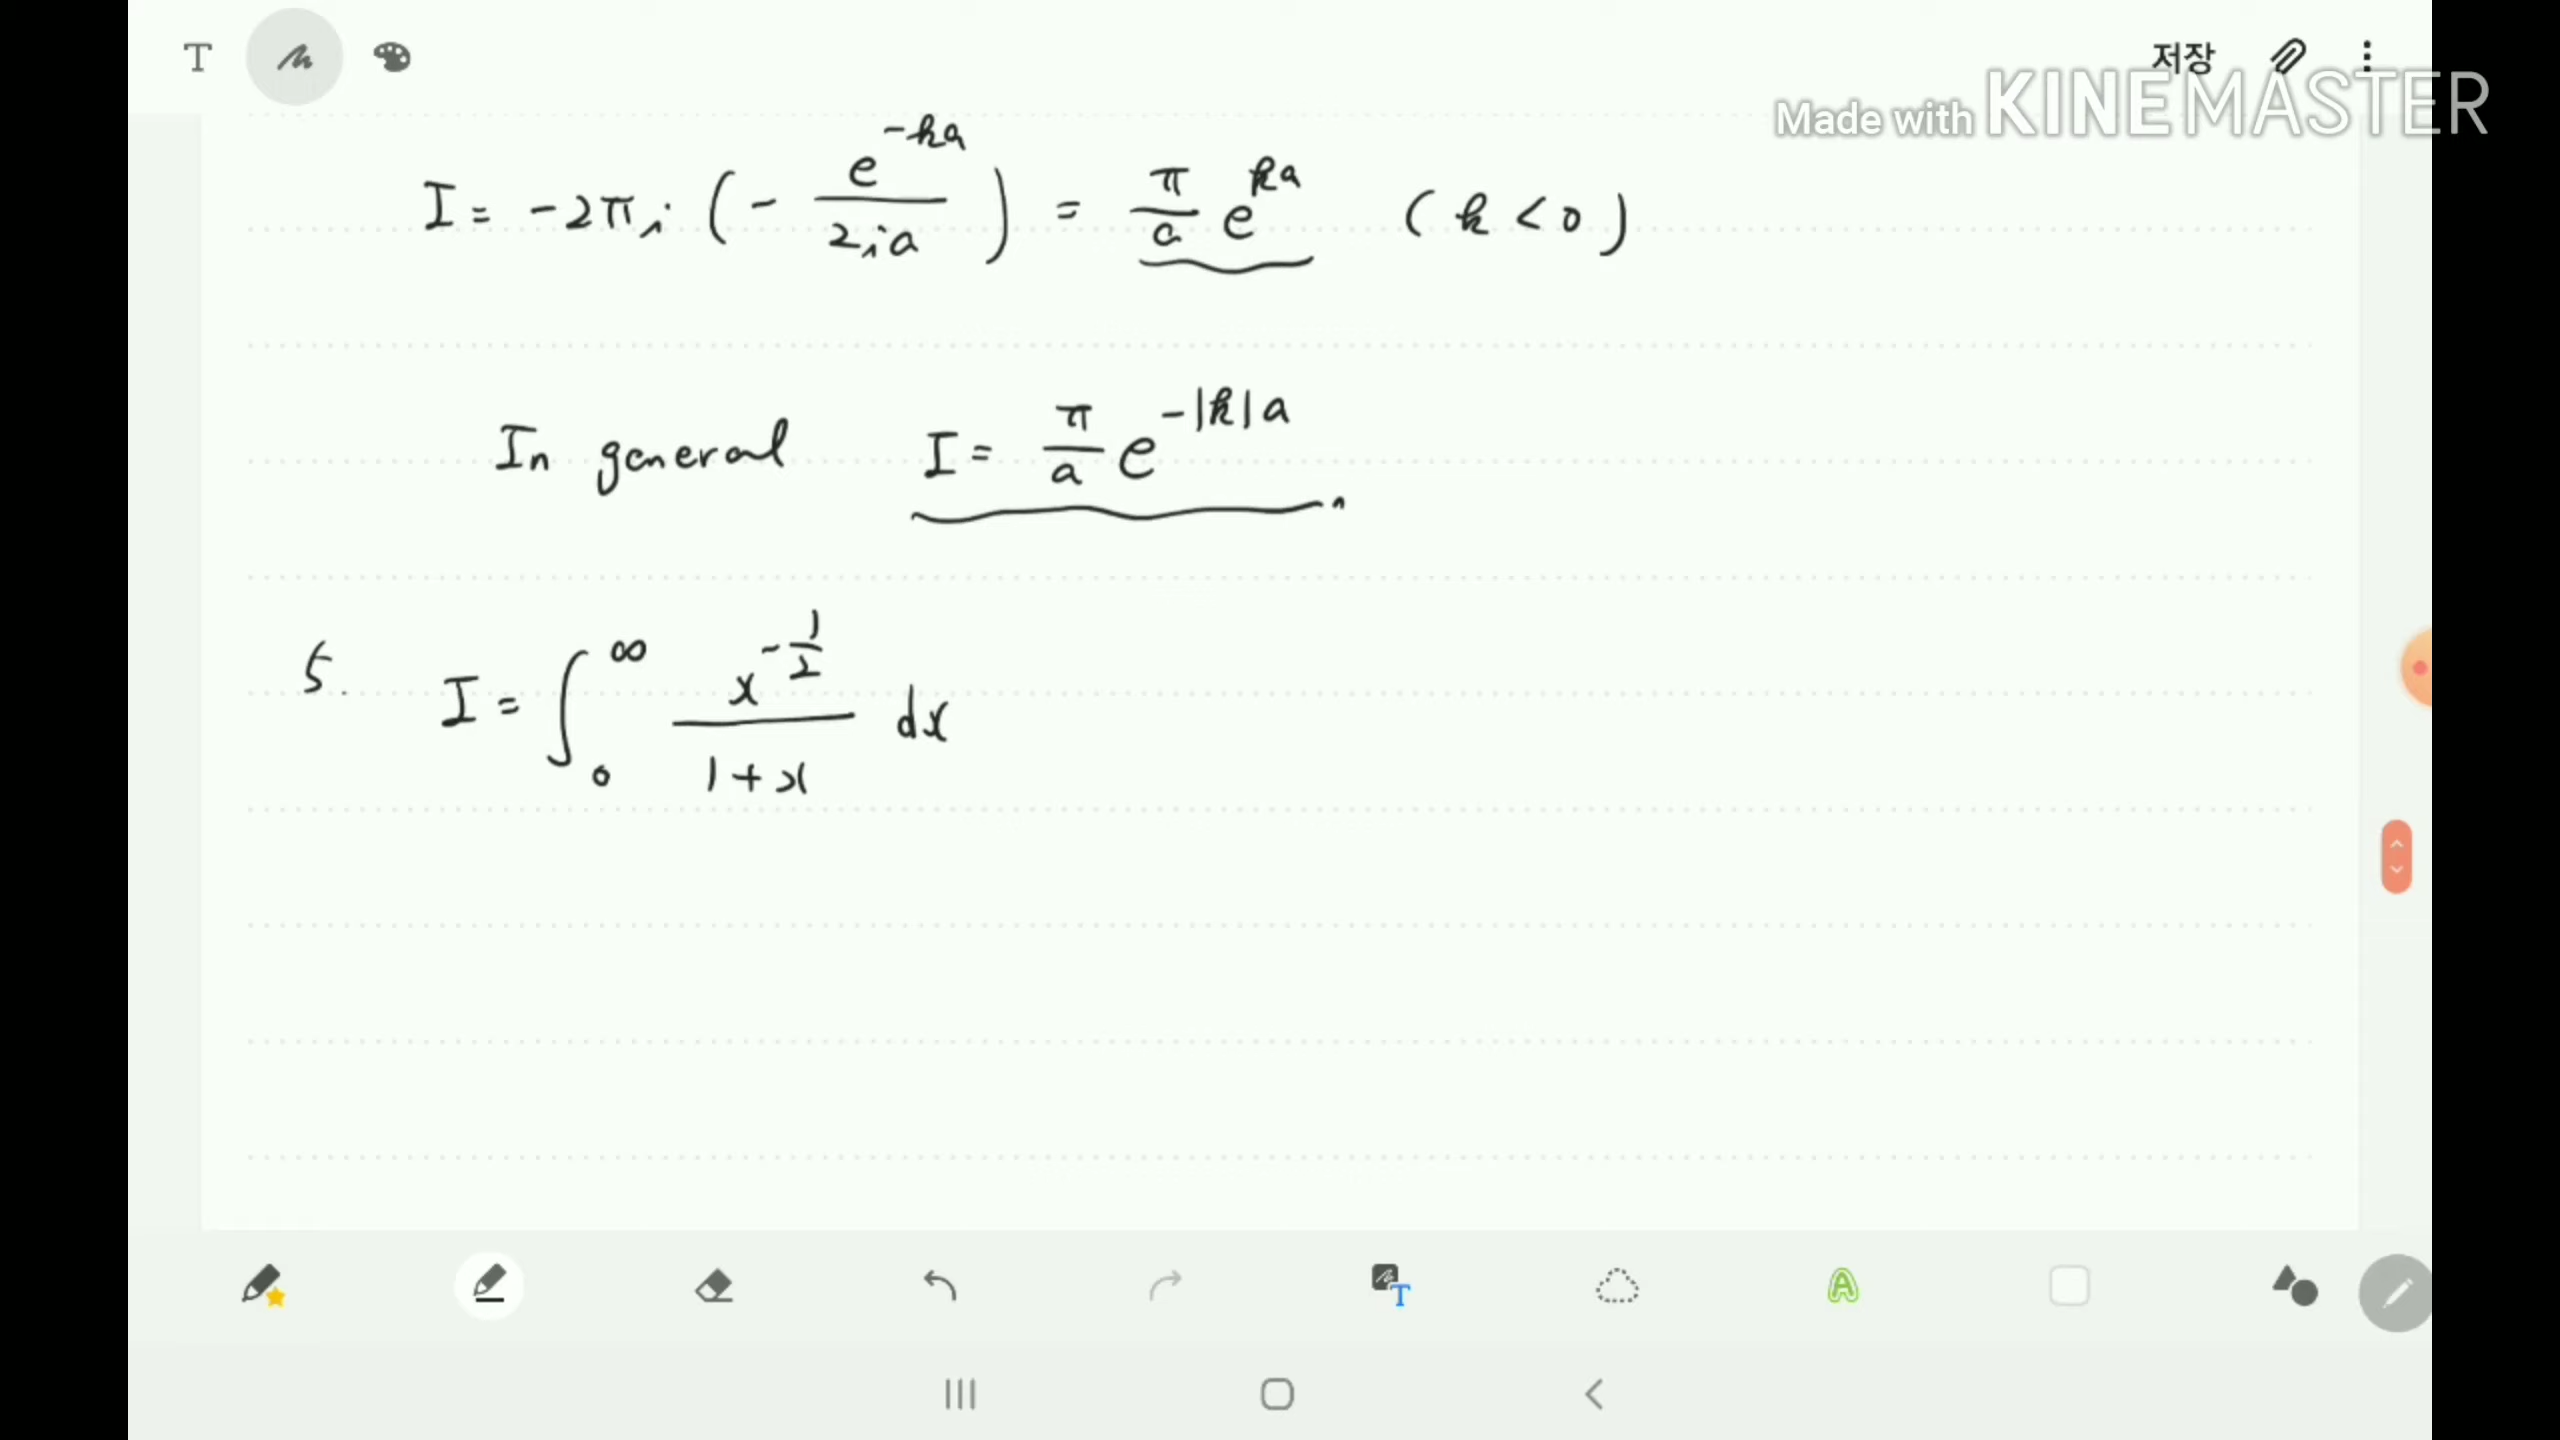 T 저장
Made with KINEMASTER
I = -2πi ( - e^{-ka} / 2ia ) = π/a e^{ka} ( k < 0 )
In general I = π/a e^{-|k|a} „
5. I = ∫_0^∞ x^{-1/2} / 1+x dx
T A